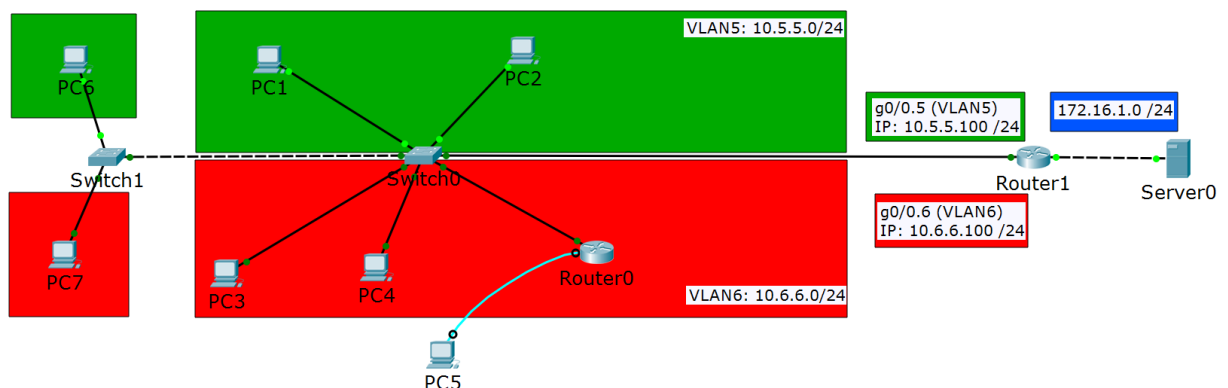 VLAN5: 10.5.5.0/24
PC6
PC1
PC2
g0/0.5 (VLAN5)
IP: 10.5.5.100 /24
172.16.1.0 /24
Switch1
Switch0
Router1
Server0
g0/0.6 (VLAN6)
IP: 10.6.6.100 /24
PC7
PC3
PC4
Router0
VLAN6: 10.6.6.0/24
PC5